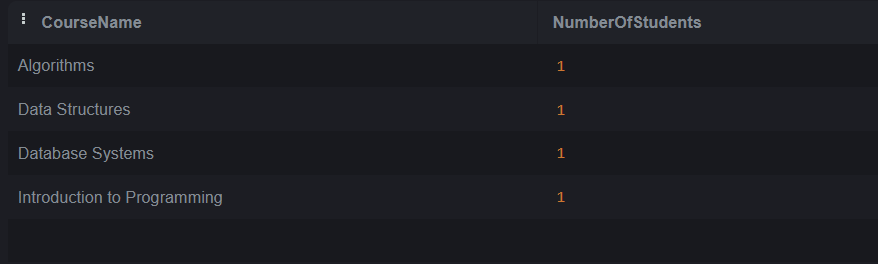 CourseName NumberOfStudents
Algorithms 1
Data Structures 1
Database Systems 1
Introduction to Programming 1